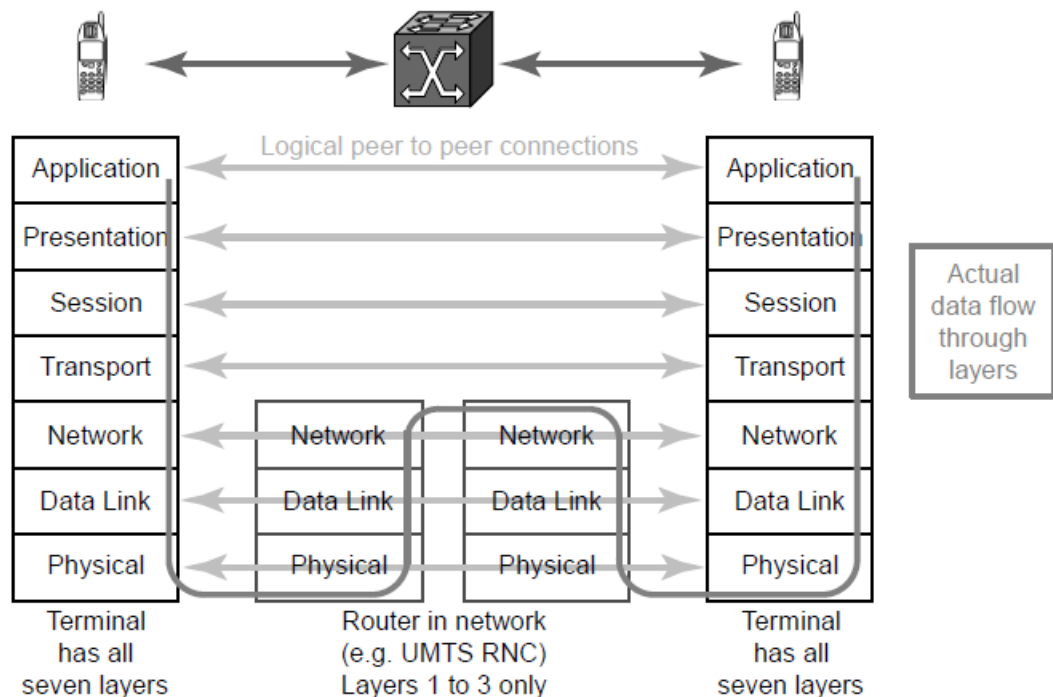 Logical peer to peer connections
Application
Application
Presentation
Presentation
Session
Session
Transport
Transport
Network
Network
Network
Network
Data Link
Data Link
Data Link
Data Link
Physical
Physical
Physical
Physical
Actual
data flow
through
layers
Terminal
has all
seven layers
Router in network
(e.g. UMTS RNC)
Layers 1 to 3 only
Terminal
has all
seven layers